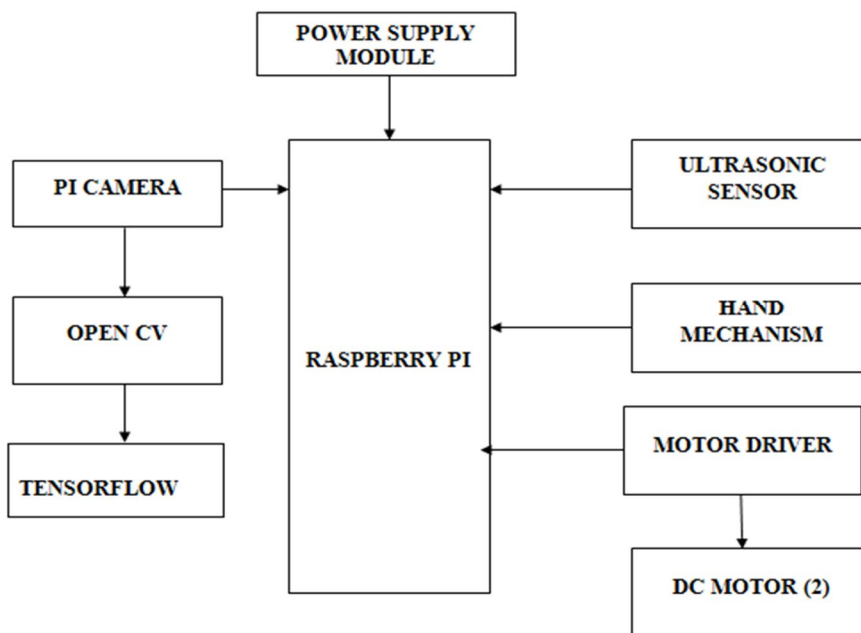 POWER SUPPLY
MODULE
PI CAMERA
ULTRASONIC
SENSOR
OPEN CV
RASPBERRY PI
HAND
MECHANISM
TENSORFLOW
MOTOR DRIVER
DC MOTOR (2)